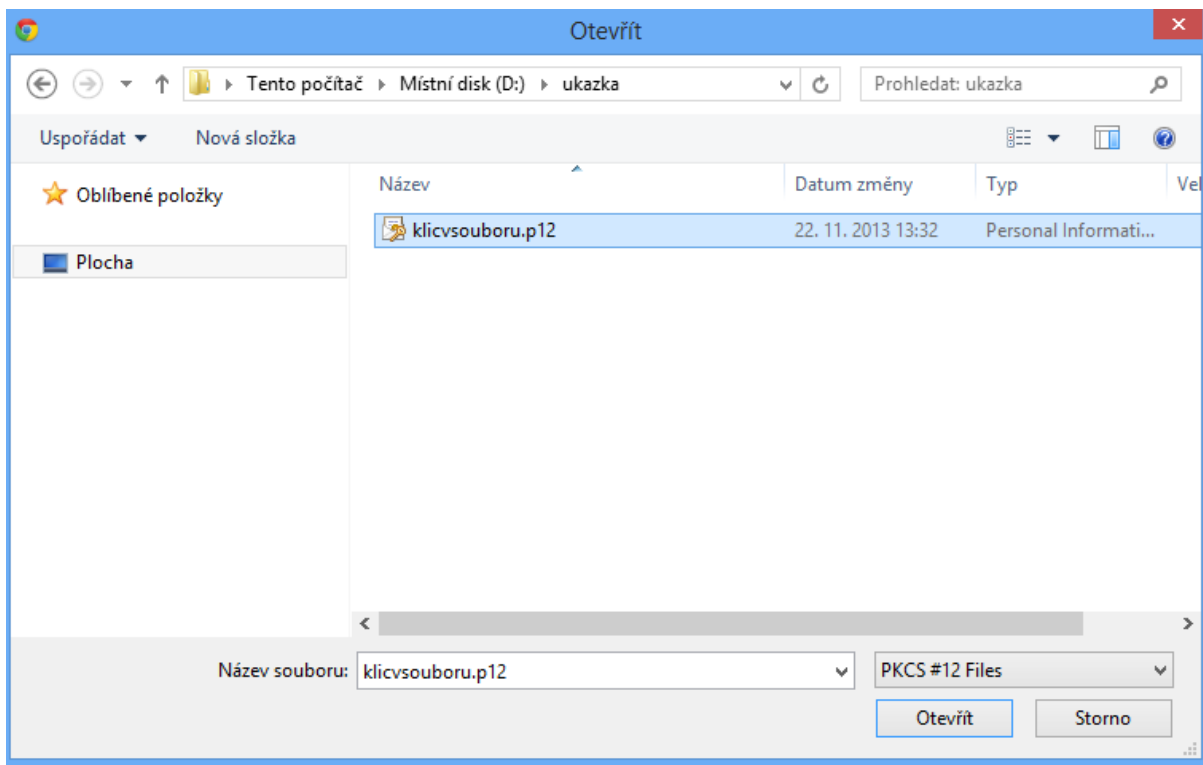 Otevřít
Tento počítač Místní disk (D:) ukazka Prohledat: ukazka
Uspořádat Nová složka
Oblíbené položky
Plocha
Název Datum změny Typ Vel
klicvsouboru.p12 22. 11. 2013 13:32 Personal Informati...
Název souboru: klicvsouboru.p12 PKCS #12 Files
Otevřít Storno